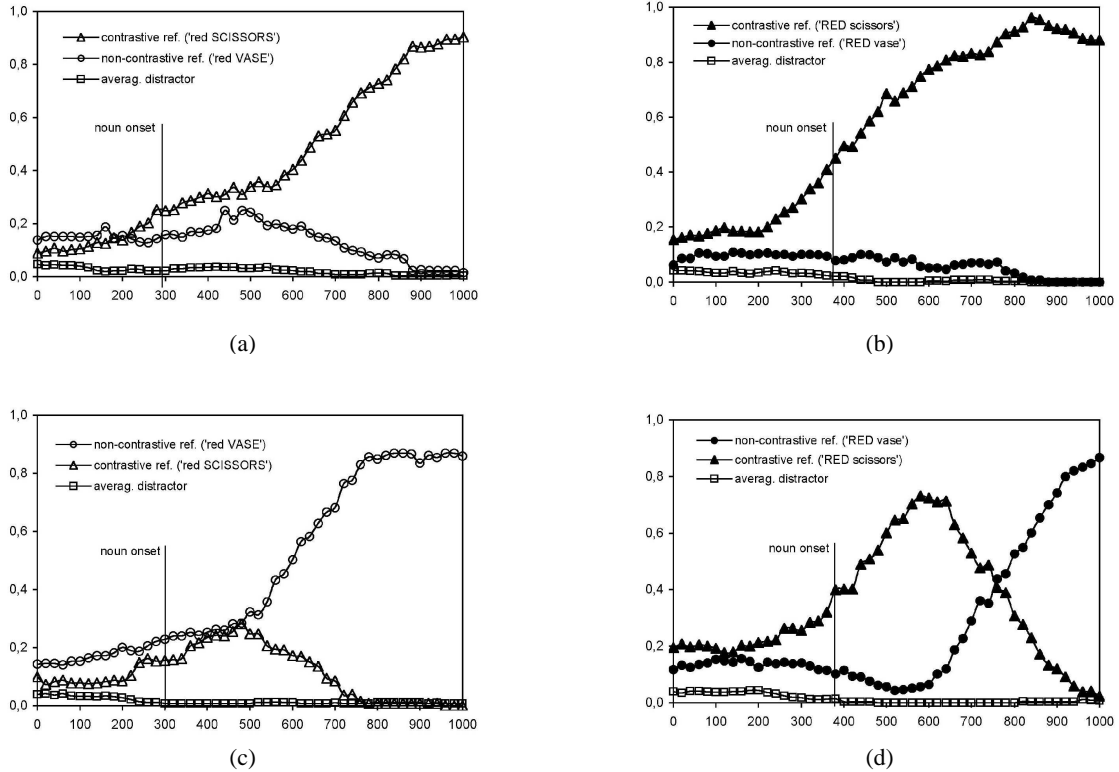 1,0
0,8
0,6
0,4
0,2
0,0
contrastive ref. ('red SCISSORS')
non-contrastive ref. ('red VASE')
averag. distractor
noun onset
0 100 200 300 400 500 600 700 800 900 1000
(a)
1,0
0,8
0,6
0,4
0,2
0,0
contrastive ref. ('RED scissors')
non-contrastive ref. ('RED vase')
averag. distractor
noun onset
0 100 200 300 400 500 600 700 800 900 1000
(b)
1,0
0,8
0,6
0,4
0,2
0,0
non-contrastive ref. ('red VASE')
contrastive ref. ('red SCISSORS')
averag. distractor
noun onset
0 100 200 300 400 500 600 700 800 900 1000
(c)
1,0
0,8
0,6
0,4
0,2
0,0
non-contrastive ref. ('RED vase')
contrastive ref. ('RED scissors')
averag. distractor
noun onset
0 100 200 300 400 500 600 700 800 900 1000
(d)